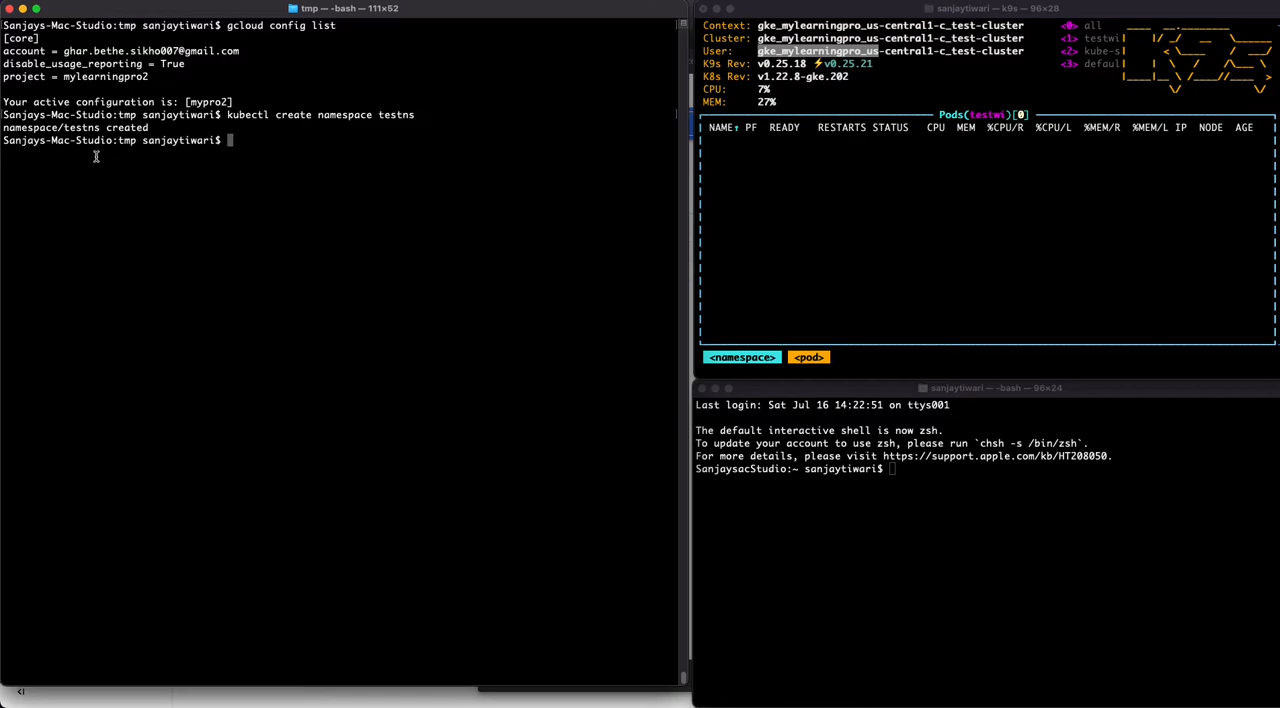 tmp — -bash — 111×52
Sanjays-Mac-Studio:tmp sanjaytiwari$ gcloud config list
[core]
account = ghar.bethe.sikho007@gmail.com
disable_usage_reporting = True
project = mylearningpro2
Your active configuration is: [mypro2]
Sanjays-Mac-Studio:tmp sanjaytiwari$ kubectl create namespace testns
namespace/testns created
Sanjays-Mac-Studio:tmp sanjaytiwari$
sanjaytiwari — k9s — 96×28
Context: gke_mylearningpro_us-central1-c_test-cluster <0> all
Cluster: gke_mylearningpro_us-central1-c_test-cluster <1> testwi
User: gke_mylearningpro_us-central1-c_test-cluster <2> kube-s
K9s Rev: v0.25.18 ⚡v0.25.21 <3> defaul
K8s Rev: v1.22.8-gke.202
CPU: 7%
MEM: 27%
Pods(testwi)[0]
NAME↑ PF READY RESTARTS STATUS CPU MEM %CPU/R %CPU/L %MEM/R %MEM/L IP NODE AGE
<namespace> <pod>
sanjaytiwari — -bash — 96×24
Last login: Sat Jul 16 14:22:51 on ttys001
The default interactive shell is now zsh.
To update your account to use zsh, please run `chsh -s /bin/zsh`.
For more details, please visit https://support.apple.com/kb/HT208050.
SanjaysacStudio:~ sanjaytiwari$